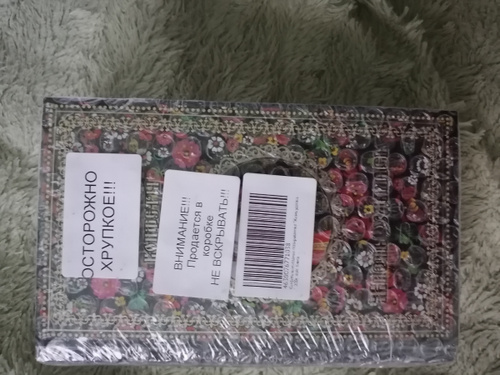 ОСТОРОЖНО
ХРУПКОЕ!!!
ВНИМАНИЕ!!!
Продается в
коробке
НЕ ВСКРЫВАТЬ!!!